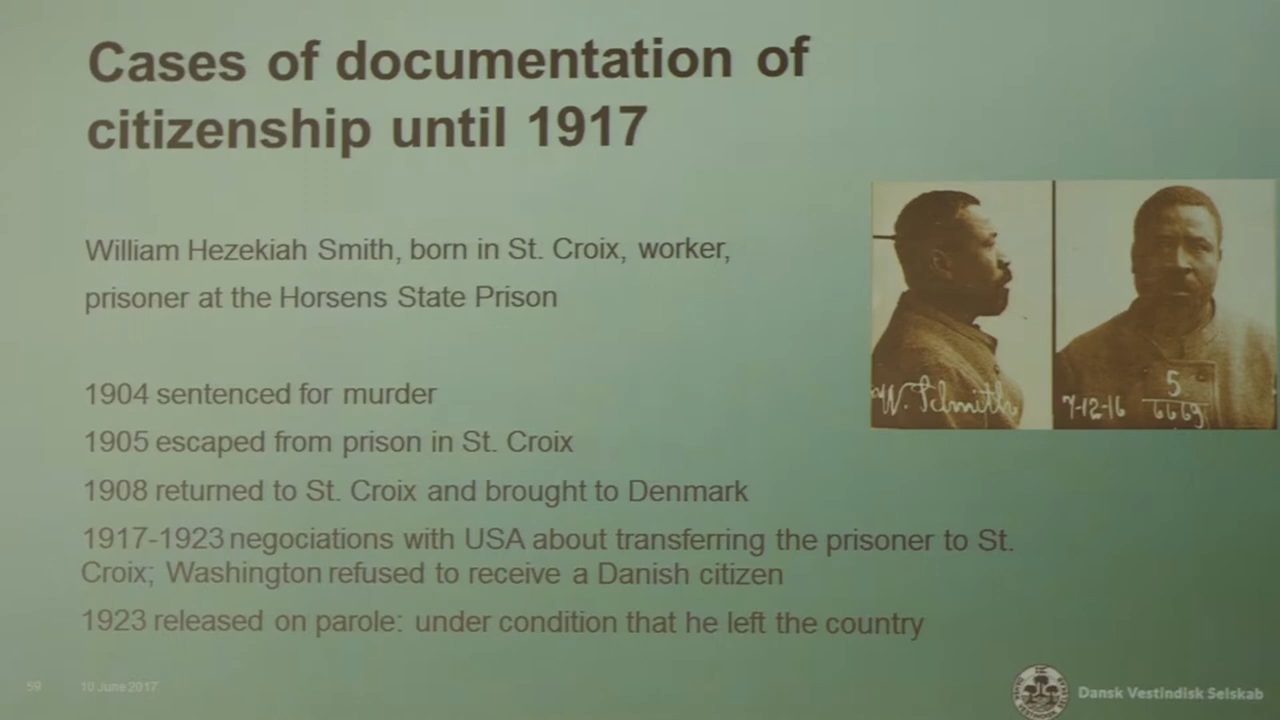 Cases of documentation of
citizenship until 1917
William Hezekiah Smith, born in St. Croix, worker,
prisoner at the Horsens State Prison
1904 sentenced for murder
1905 escaped from prison in St. Croix
1908 returned to St. Croix and brought to Denmark
1917-1923 negociations with USA about transferring the prisoner to St.
Croix; Washington refused to receive a Danish citizen
1923 released on parole: under condition that he left the country
W. Schmith
7-12-16
5
6669
59
10 June 2017
Dansk Vestindisk Selskab